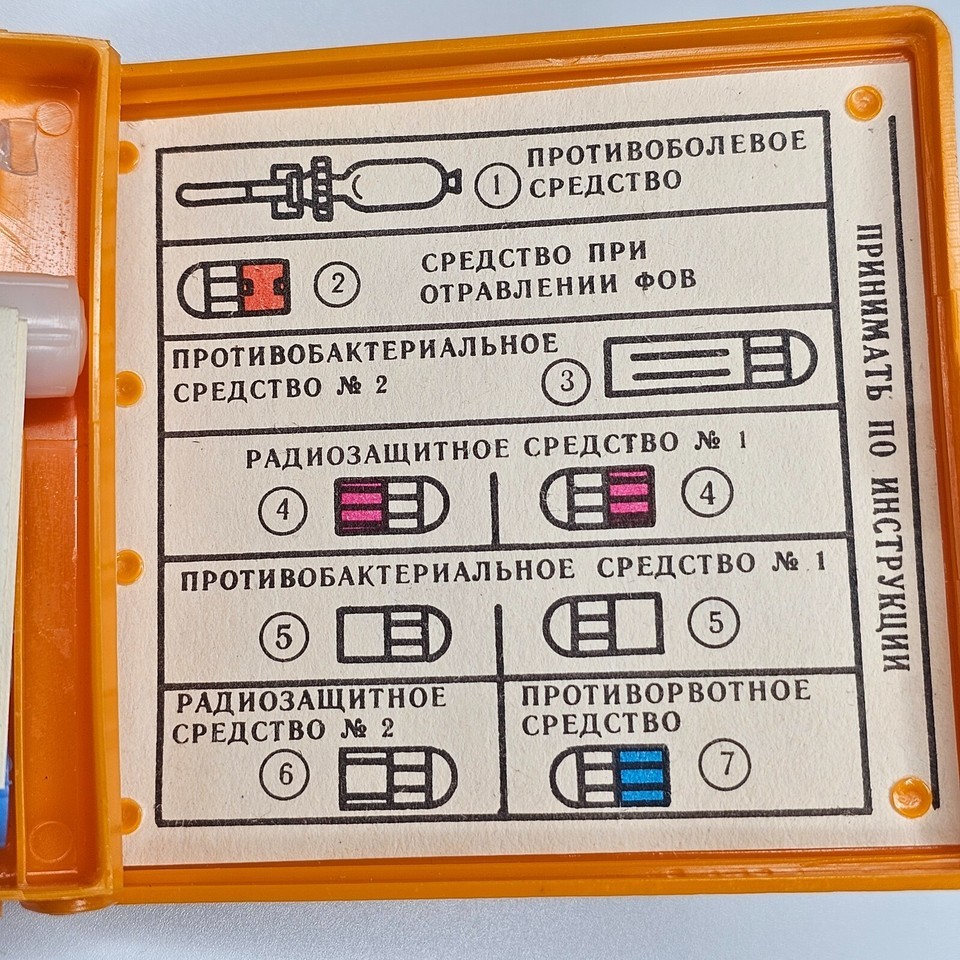 1 ПРОТИВОБОЛЕВОЕ
СРЕДСТВО
2 СРЕДСТВО ПРИ
ОТРАВЛЕНИИ ФОВ
ПРОТИВОБАКТЕРИАЛЬНОЕ
СРЕДСТВО № 2 3
РАДИОЗАЩИТНОЕ СРЕДСТВО № 1
4 4
ПРОТИВОБАКТЕРИАЛЬНОЕ СРЕДСТВО № 1
5 5
РАДИОЗАЩИТНОЕ
СРЕДСТВО № 2
6
ПРОТИВОРВОТНОЕ
СРЕДСТВО
7
ПРИНИМАТЬ ПО ИНСТРУКЦИИ